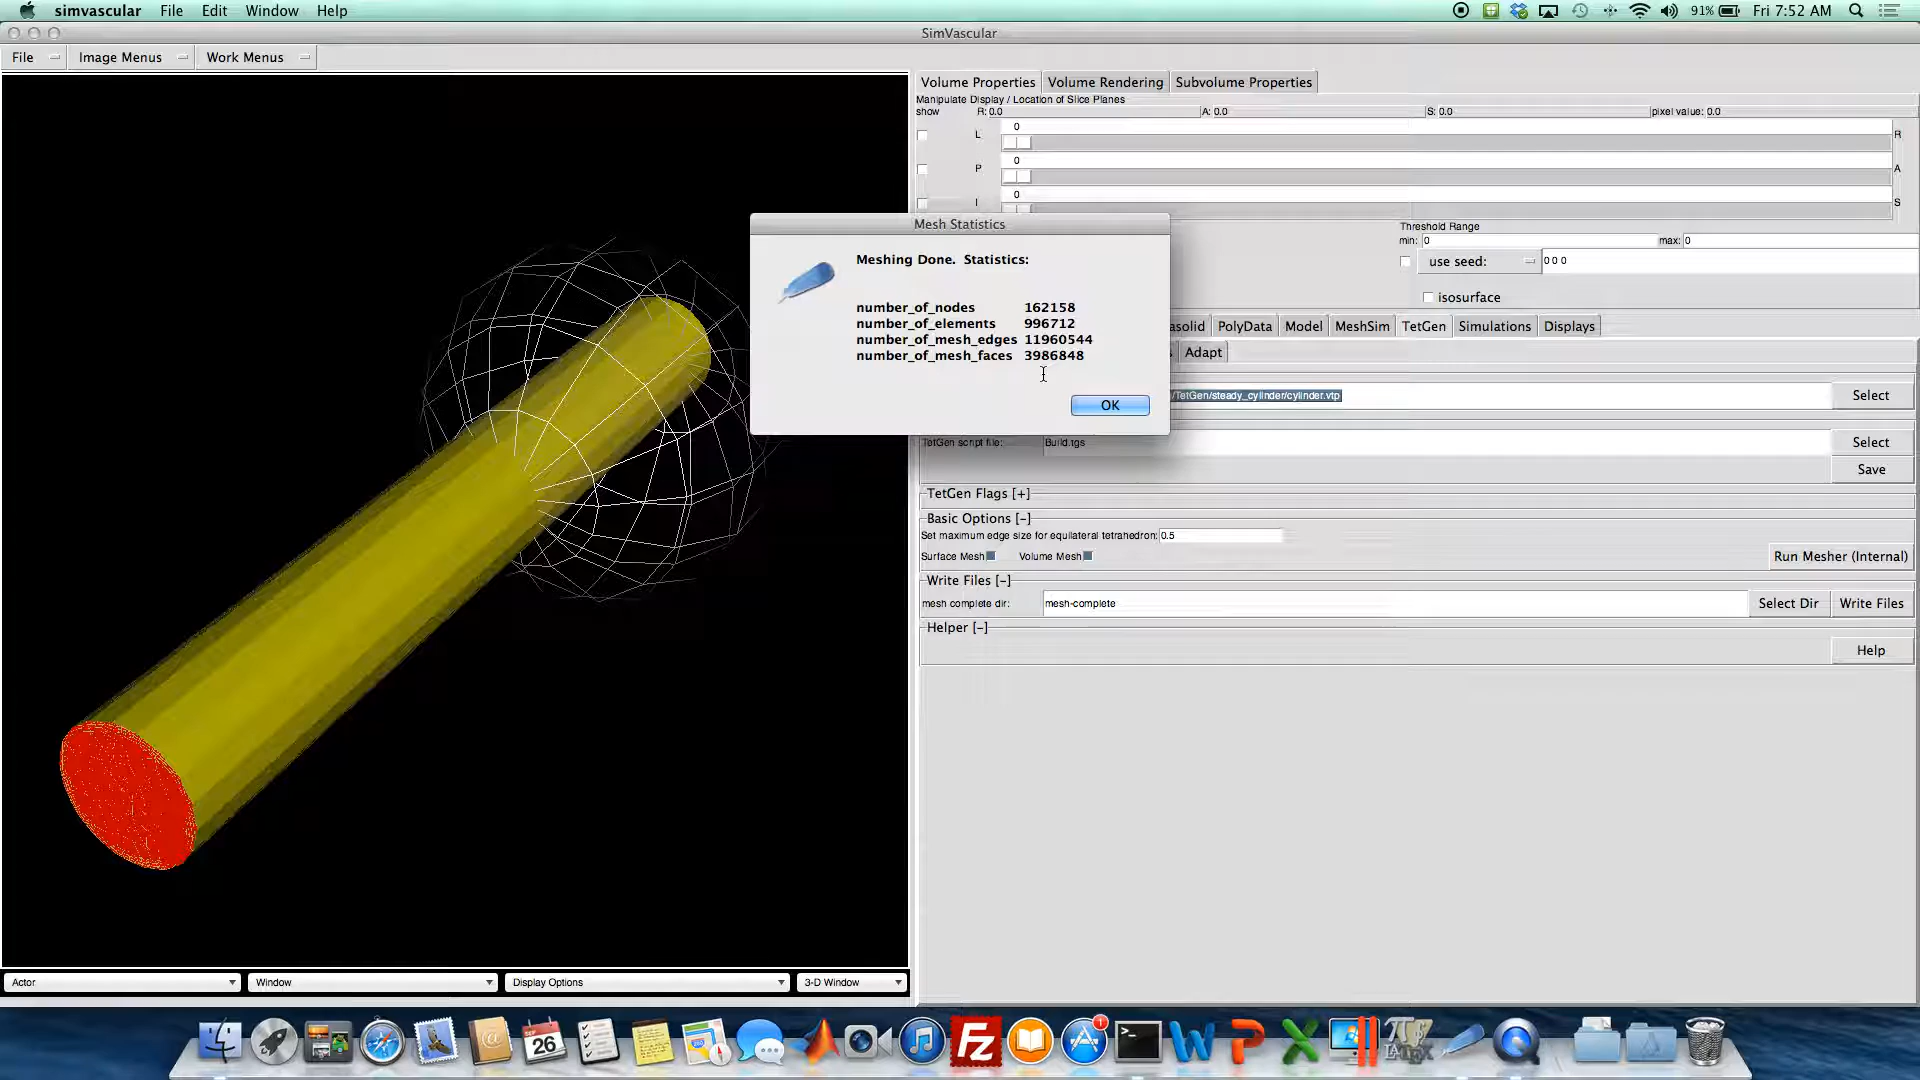 simvascular File Edit Window Help 91% Fri 7:52 AM
SimVascular
File Image Menus Work Menus
Volume Properties Volume Rendering Subvolume Properties
Manipulate Display / Location of Slice Planes
show R: 0.0 A: 0.0 S: 0.0 pixel value: 0.0
0
L R
0
P A
0
I S
Mesh Statistics
Meshing Done. Statistics:
number_of_nodes 162158
number_of_elements 996712
number_of_mesh_edges 11960544
number_of_mesh_faces 3986848
OK
Threshold Range
min: 0 max: 0
use seed: 0 0 0
isosurface
asolid PolyData Model MeshSim TetGen Simulations Displays
s Adapt
/TetGen/steady_cylinder/cylinder.vtp Select
TetGen script file: Build.tgs Select
Save
TetGen Flags [+]
Basic Options [-]
Set maximum edge size for equilateral tetrahedron: 0.5
Surface Mesh Volume Mesh Run Mesher (Internal)
Write Files [-]
mesh complete dir: mesh-complete Select Dir Write Files
Helper [-]
Help
Actor Window Display Options 3-D Window
SEP
26
Fz
1